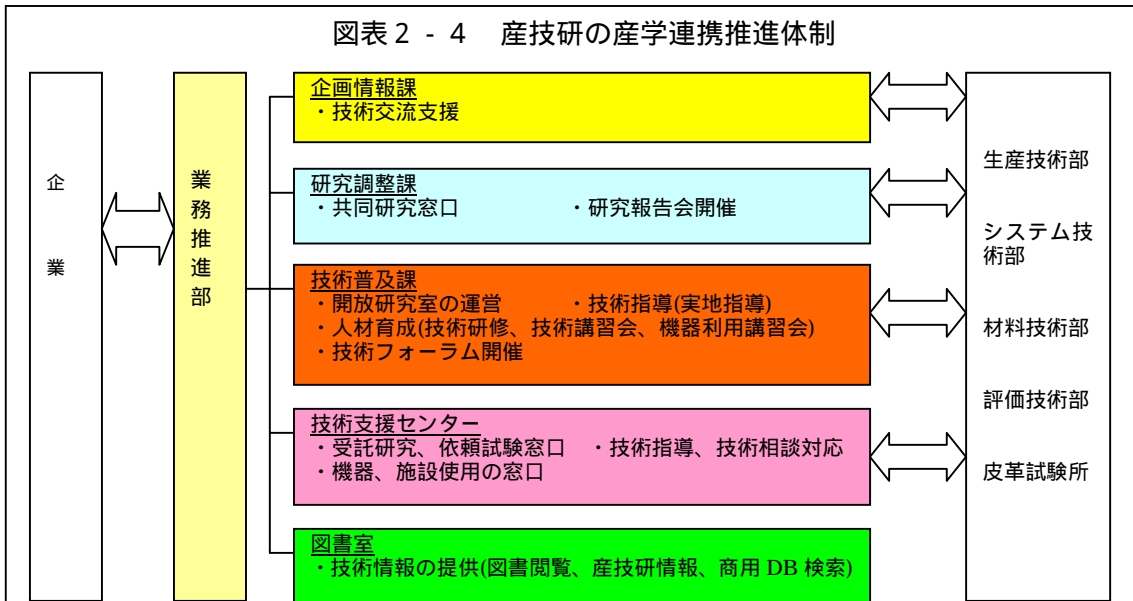 図表2-4 産技研の産学連携推進体制
企業
業務推進部
企画情報課
・技術交流支援
研究調整課
・共同研究窓口 ・研究報告会開催
技術普及課
・開放研究室の運営 ・技術指導(実地指導)
・人材育成(技術研修、技術講習会、機器利用講習会)
・技術フォーラム開催
技術支援センター
・受託研究、依頼試験窓口 ・技術指導、技術相談対応
・機器、施設使用の窓口
図書室
・技術情報の提供(図書閲覧、産技研情報、商用 DB 検索)
生産技術部
システム技
術部
材料技術部
評価技術部
皮革試験所